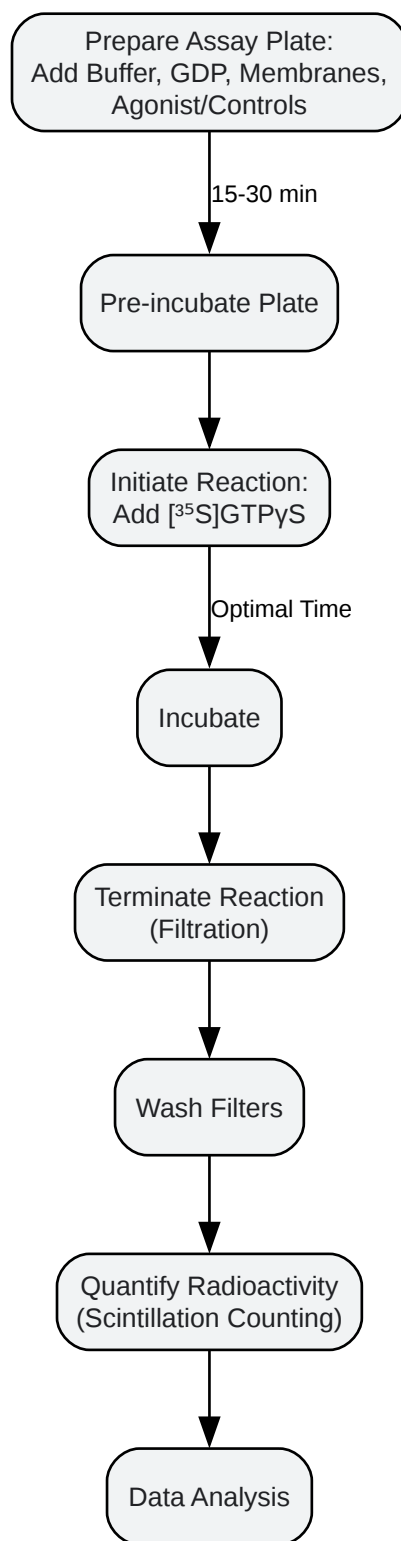 Prepare Assay Plate:
Add Buffer, GDP, Membranes,
Agonist/Controls
15-30 min
Pre-incubate Plate
Initiate Reaction:
Add [³⁵S]GTPγS
Optimal Time
Incubate
Terminate Reaction
(Filtration)
Wash Filters
Quantify Radioactivity
(Scintillation Counting)
Data Analysis